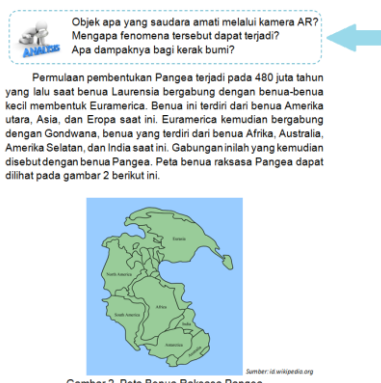 Objek apa yang saudara amati melalui kamera AR?
Mengapa fenomena tersebut dapat terjadi?
Apa dampaknya bagi kerak bumi?
ANALISIS
Permulaan pembentukan Pangea terjadi pada 480 juta tahun
yang lalu saat benua Laurensia bergabung dengan benua-benua
kecil membentuk Euramerica. Benua ini terdiri dari benua Amerika
utara, Asia, dan Eropa saat ini. Euramerica kemudian bergabung
dengan Gondwana, benua yang terdiri dari benua Afrika, Australia,
Amerika Selatan, dan India saat ini. Gabungan inilah yang kemudian
disebut dengan benua Pangea. Peta benua raksasa Pangea dapat
dilihat pada gambar 2 berikut ini.
Eurasia
North America
Africa
South America
India
Antarctica
Australia
Sumber: id.wikipedia.org
Gambar 2. Peta Benua Raksasa Pangea